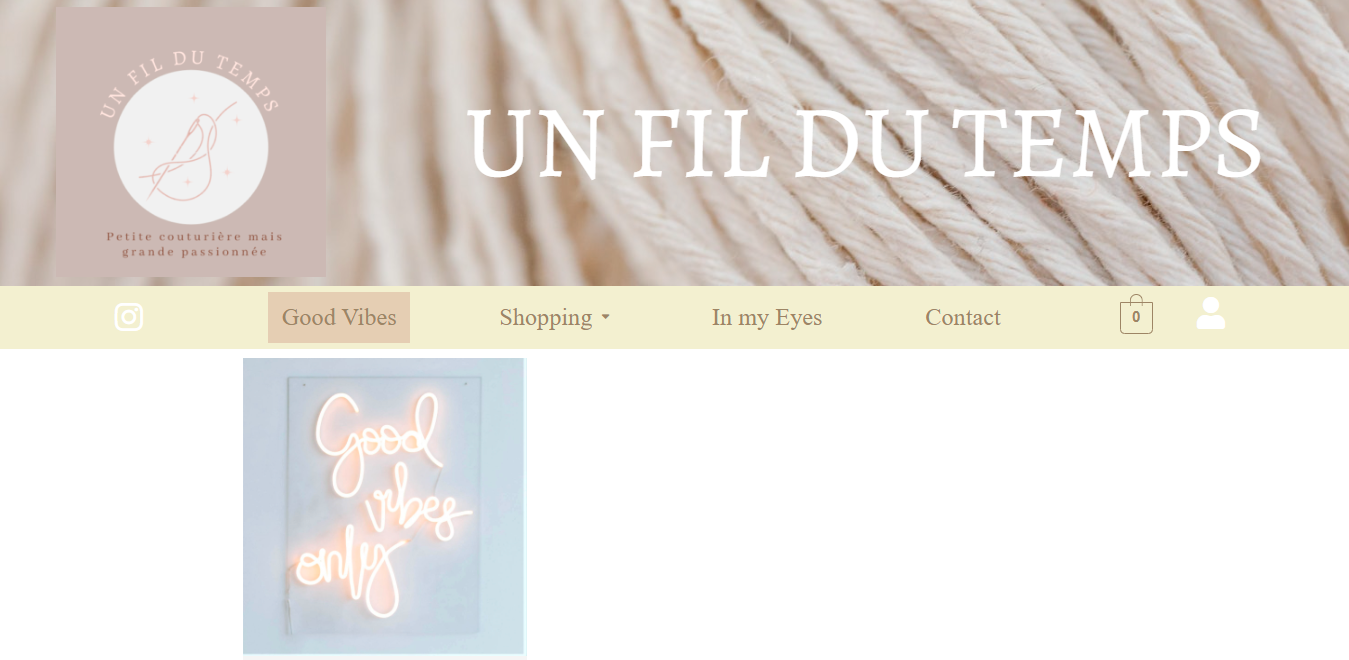 UN FIL DU TEMPS
Petite couturière mais
grande passionnée
UN FIL DU TEMPS
Good Vibes
Shopping
In my Eyes
Contact
0
Good
vibes
only